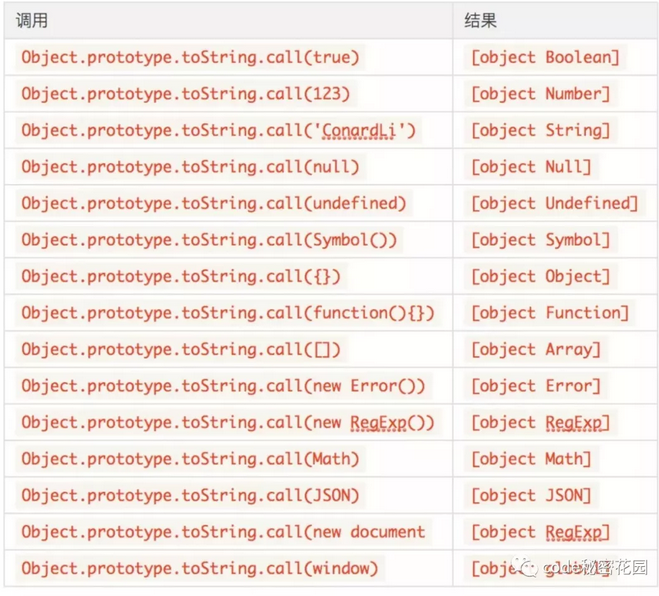 调用 结果
Object.prototype.toString.call(true) [object Boolean]
Object.prototype.toString.call(123) [object Number]
Object.prototype.toString.call('ConardLi') [object String]
Object.prototype.toString.call(null) [object Null]
Object.prototype.toString.call(undefined) [object Undefined]
Object.prototype.toString.call(Symbol()) [object Symbol]
Object.prototype.toString.call({}) [object Object]
Object.prototype.toString.call(function(){}) [object Function]
Object.prototype.toString.call([]) [object Array]
Object.prototype.toString.call(new Error()) [object Error]
Object.prototype.toString.call(new RegExp()) [object RegExp]
Object.prototype.toString.call(Math) [object Math]
Object.prototype.toString.call(JSON) [object JSON]
Object.prototype.toString.call(new document [object RegExp]
Object.prototype.toString.call(window) [object
code秘密花园